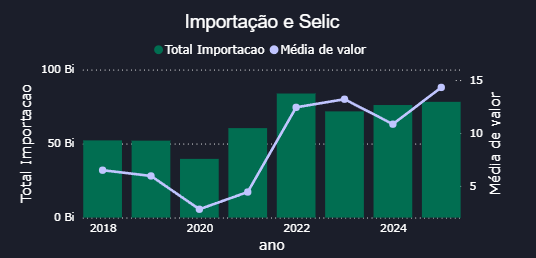 Importação e Selic
Total Importacao Média de valor
100 Bi
50 Bi
0 Bi
Total Importacao
15
10
5
Média de valor
2018 2020 2022 2024
ano